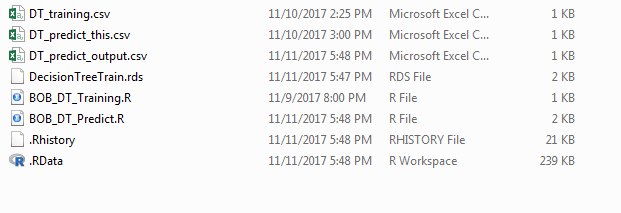 DT_training.csv 11/10/2017 2:25 PM Microsoft Excel C... 1 KB
DT_predict_this.csv 11/10/2017 3:00 PM Microsoft Excel C... 1 KB
DT_predict_output.csv 11/11/2017 5:48 PM Microsoft Excel C... 1 KB
DecisionTreeTrain.rds 11/11/2017 5:47 PM RDS File 2 KB
BOB_DT_Training.R 11/9/2017 8:00 PM R File 1 KB
BOB_DT_Predict.R 11/11/2017 5:48 PM R File 2 KB
.Rhistory 11/11/2017 5:48 PM RHISTORY File 21 KB
.RData 11/11/2017 5:48 PM R Workspace 239 KB